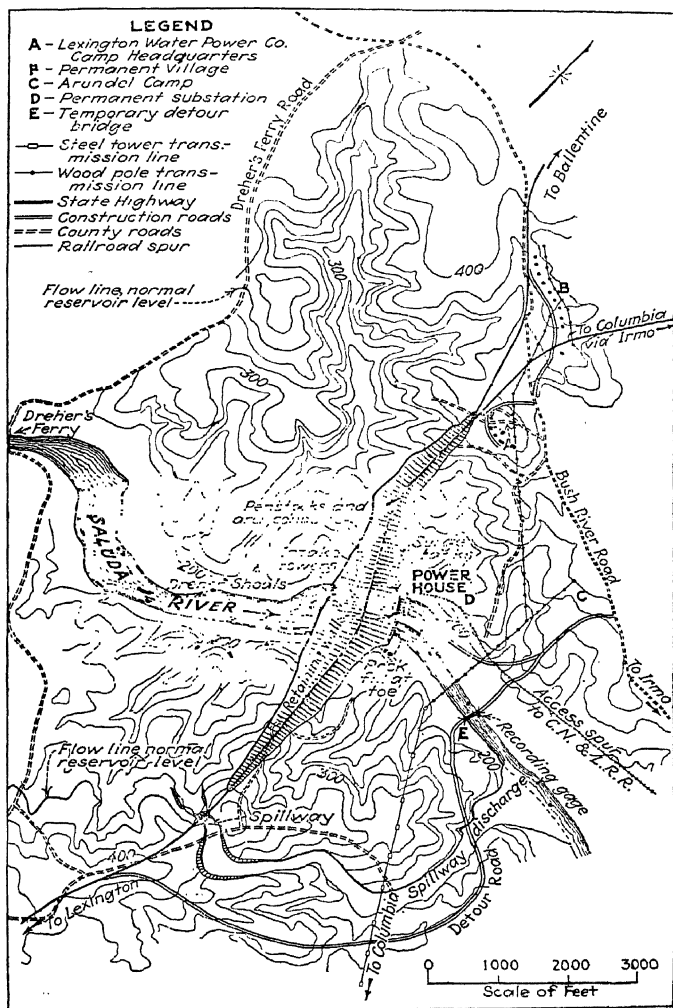 LEGEND
A - Lexington Water Power Co.
Camp Headquarters
B - Permanent Village
C - Arundel Camp
D - Permanent substation
E - Temporary detour
bridge
Steel tower trans-
mission line
Wood pole trans-
mission line
State Highway
Construction roads
County roads
Railroad spur
Flow line, normal
reservoir level
Dreher's Ferry Road
To Ballentine
300
400
B
To Columbia
via Irmo
300
Dreher's
Ferry
Penstocks and
SALUDA
RIVER
200
Shoals
POWER
HOUSE
D
Bush River Road
C
To Irmo
Access spur
to C.N. & L.R.R.
Recording gage
E
200
toe
Flow line, normal
reservoir level
300
Spillway
400
Spillway discharge
Detour Road
To Lexington
To Columbia
0 1000 2000 3000
Scale of Feet